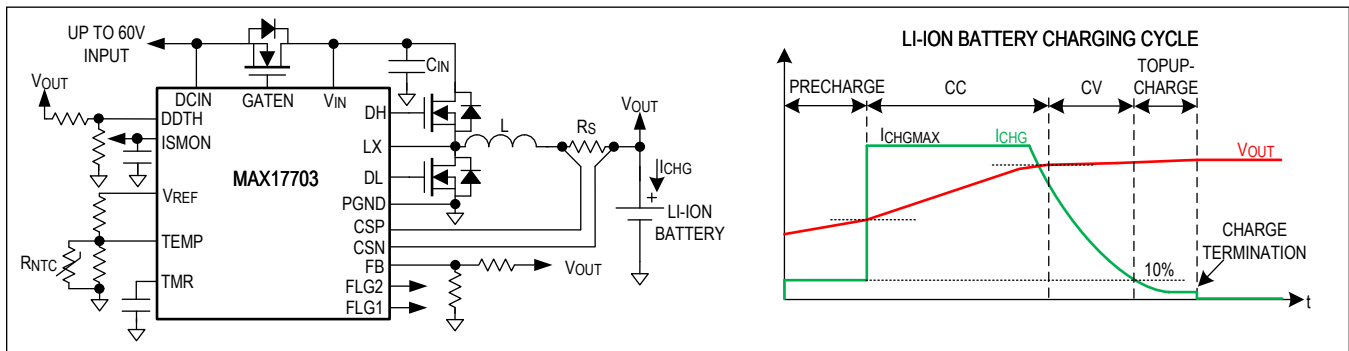 UP TO 60V
INPUT
VOUT
DCIN
GATEN
VIN
CIN
DDTH
ISMON
VREF
TEMP
RNTC
TMR
MAX17703
DH
LX
DL
PGND
CSP
CSN
FB
FLG2
FLG1
L
RS
VOUT
ICHG
+
LI-ION
BATTERY
VOUT
LI-ION BATTERY CHARGING CYCLE
PRECHARGE
CC
CV
TOPUP-
CHARGE
ICHGMAX
ICHG
VOUT
10%
CHARGE
TERMINATION
t